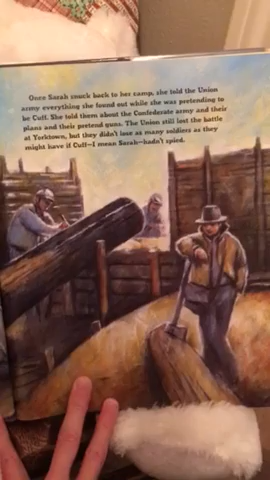 Once Sarah snuck back to her camp, she told the Union
army everything she found out while she was pretending to
be Cuff. She told them about the Confederate army and their
plans and their pretend guns. The Union still lost the battle
at Yorktown, but they didn't lose as many soldiers as they
might have if Cuff—I mean Sarah—hadn't spied.